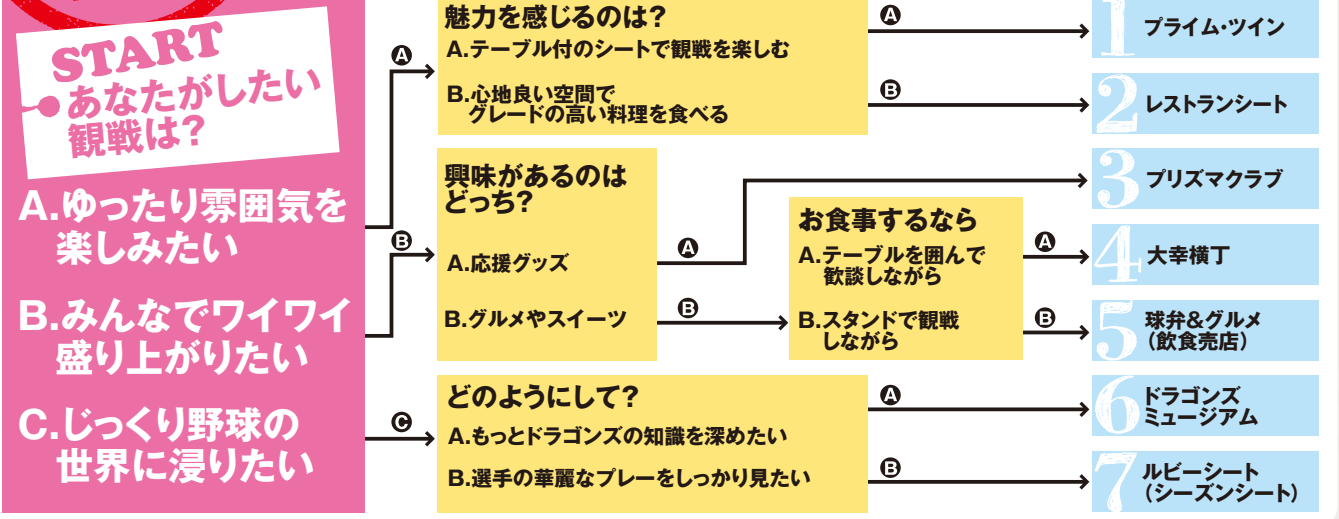 START
あなたがしたい
観戦は?
A.ゆったり雰囲気を
楽しみたい
B.みんなでワイワイ
盛り上がりたい
C.じっくり野球の
世界に浸りたい
A
B
C
魅力を感じるのは?
A.テーブル付のシートで観戦を楽しむ
B.心地良い空間で
グレードの高い料理を食べる
A
B
興味があるのは
どっち?
A.応援グッズ
B.グルメやスイーツ
A
B
お食事するなら
A.テーブルを囲んで
歓談しながら
B.スタンドで観戦
しながら
A
B
どのようにして?
A.もっとドラゴンズの知識を深めたい
B.選手の華麗なプレーをしっかり見たい
A
B
1 プライム・ツイン
2 レストランシート
3 プリズマクラブ
4 大幸横丁
5 球弁&グルメ
(飲食売店)
6 ドラゴンズ
ミュージアム
7 ルビーシート
(シーズンシート)